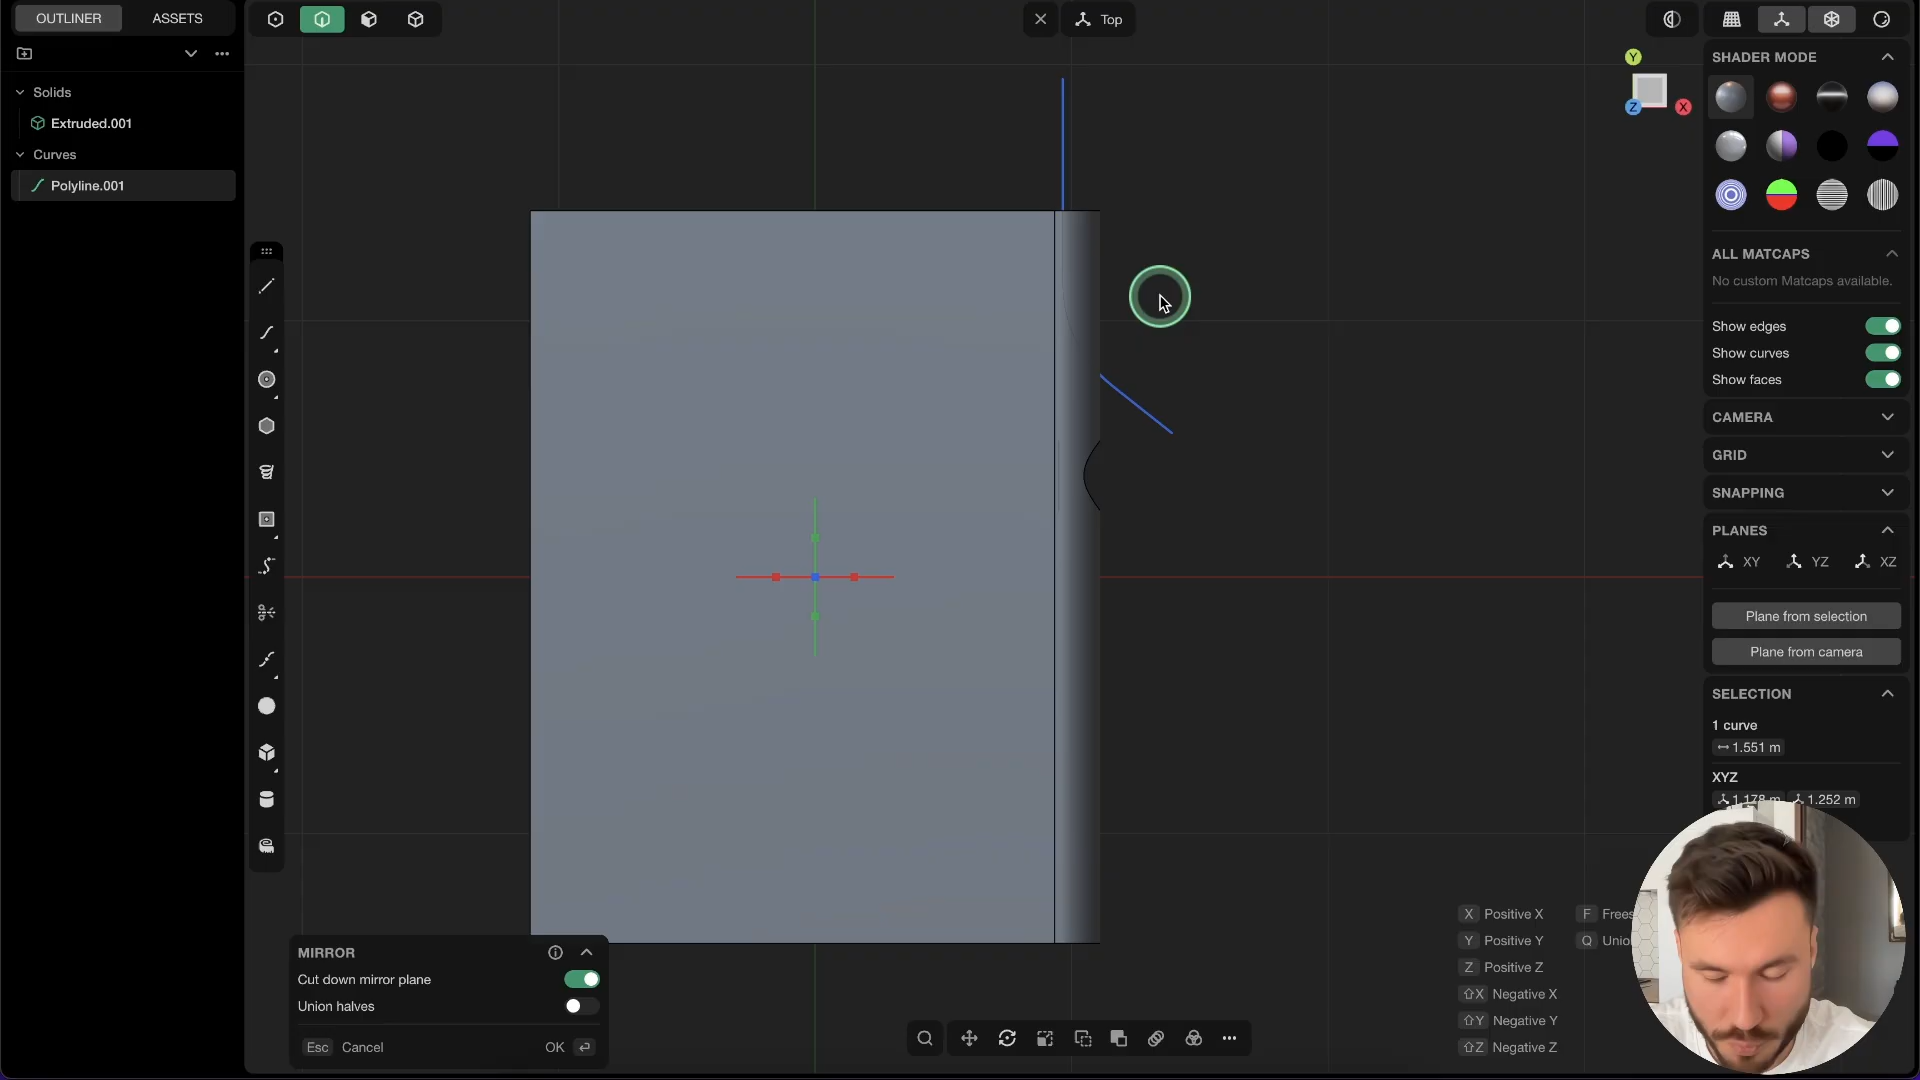 OUTLINER
ASSETS
Top
Solids
Extruded.001
Curves
Polyline.001
Y
Z
X
SHADER MODE
ALL MATCAPS
No custom Matcaps available.
Show edges
Show curves
Show faces
CAMERA
GRID
SNAPPING
PLANES
XY
YZ
XZ
Plane from selection
Plane from camera
SELECTION
1 curve
1.551 m
XYZ
1.178 m
1.252 m
X Positive X
F
Y Positive Y
Q
Z Positive Z
⇧X Negative X
⇧Y Negative Y
⇧Z Negative Z
MIRROR
Cut down mirror plane
Union halves
Esc Cancel
OK